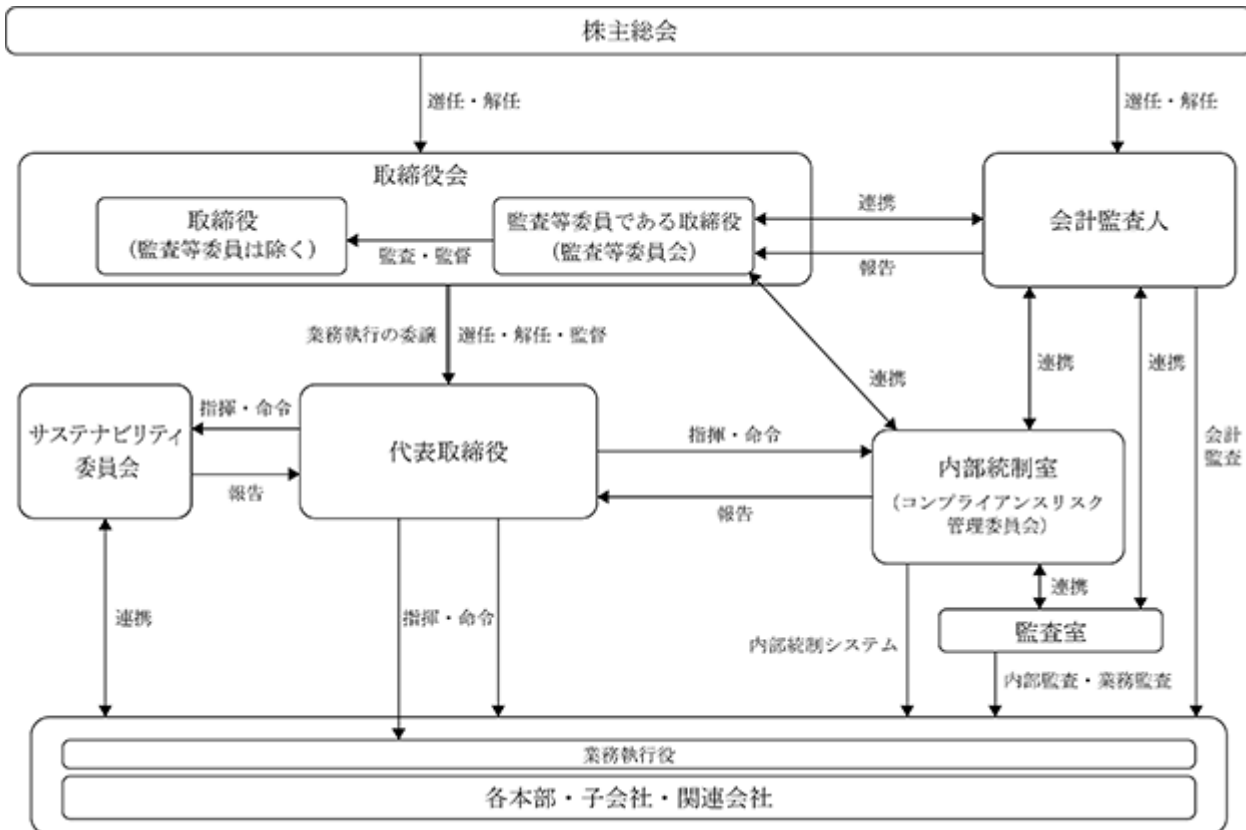 株主総会
選任・解任
選任・解任
取締役会
取締役
（監査等委員は除く）
監査・監督
監査等委員である取締役
（監査等委員会）
連携
報告
会計監査人
業務執行の委譲
選任・解任・監督
連携
連携
連携
会計
監査
サステナビリティ
委員会
指揮・命令
報告
代表取締役
指揮・命令
報告
内部統制室
（コンプライアンスリスク
管理委員会）
連携
指揮・命令
内部統制システム
連携
監査室
内部監査・業務監査
業務執行役
各本部・子会社・関連会社